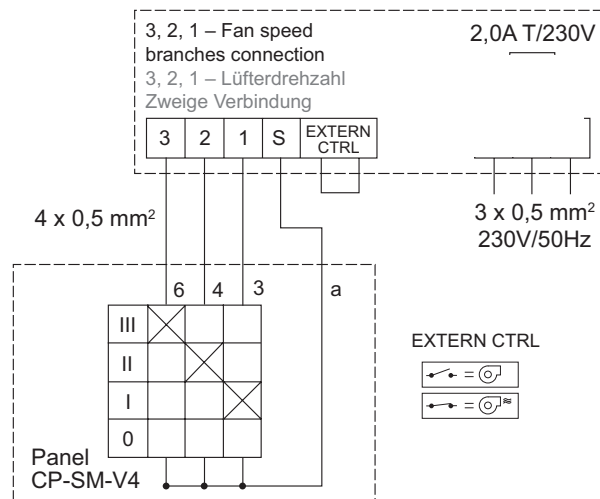 3, 2, 1 – Fan speed
branches connection
3, 2, 1 – Lüfterdrehzahl
Zweige Verbindung
2,0A T/230V
3 2 1 S EXTERN
CTRL
4 x 0,5 mm²
3 x 0,5 mm²
230V/50Hz
6 4 3 a
III
II
I
0
Panel
CP-SM-V4
EXTERN CTRL
=
= ≋